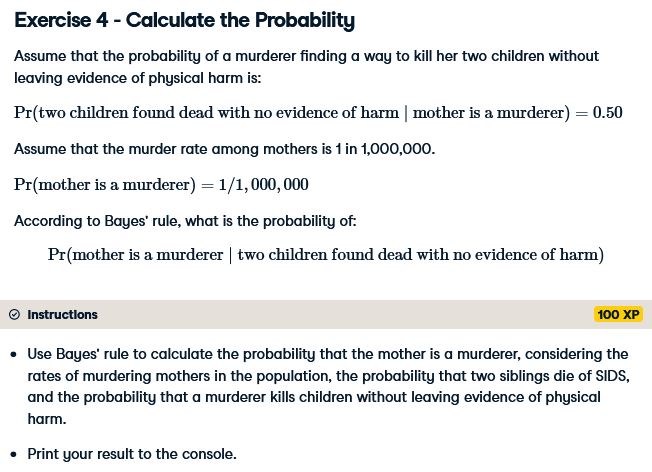 Exercise 4 - Calculate the Probability
Assume that the probability of a murderer finding a way to kill her two children without
leaving evidence of physical harm is:
Pr(two children found dead with no evidence of harm | mother is a murderer) = 0.50
Assume that the murder rate among mothers is 1 in 1,000,000.
Pr(mother is a murderer) = 1/1, 000, 000
According to Bayes' rule, what is the probability of:
Pr(mother is a murderer | two children found dead with no evidence of harm)
Instructions
100 XP
• Use Bayes' rule to calculate the probability that the mother is a murderer, considering the
rates of murdering mothers in the population, the probability that two siblings die of SIDS,
and the probability that a murderer kills children without leaving evidence of physical
harm.
• Print your result to the console.